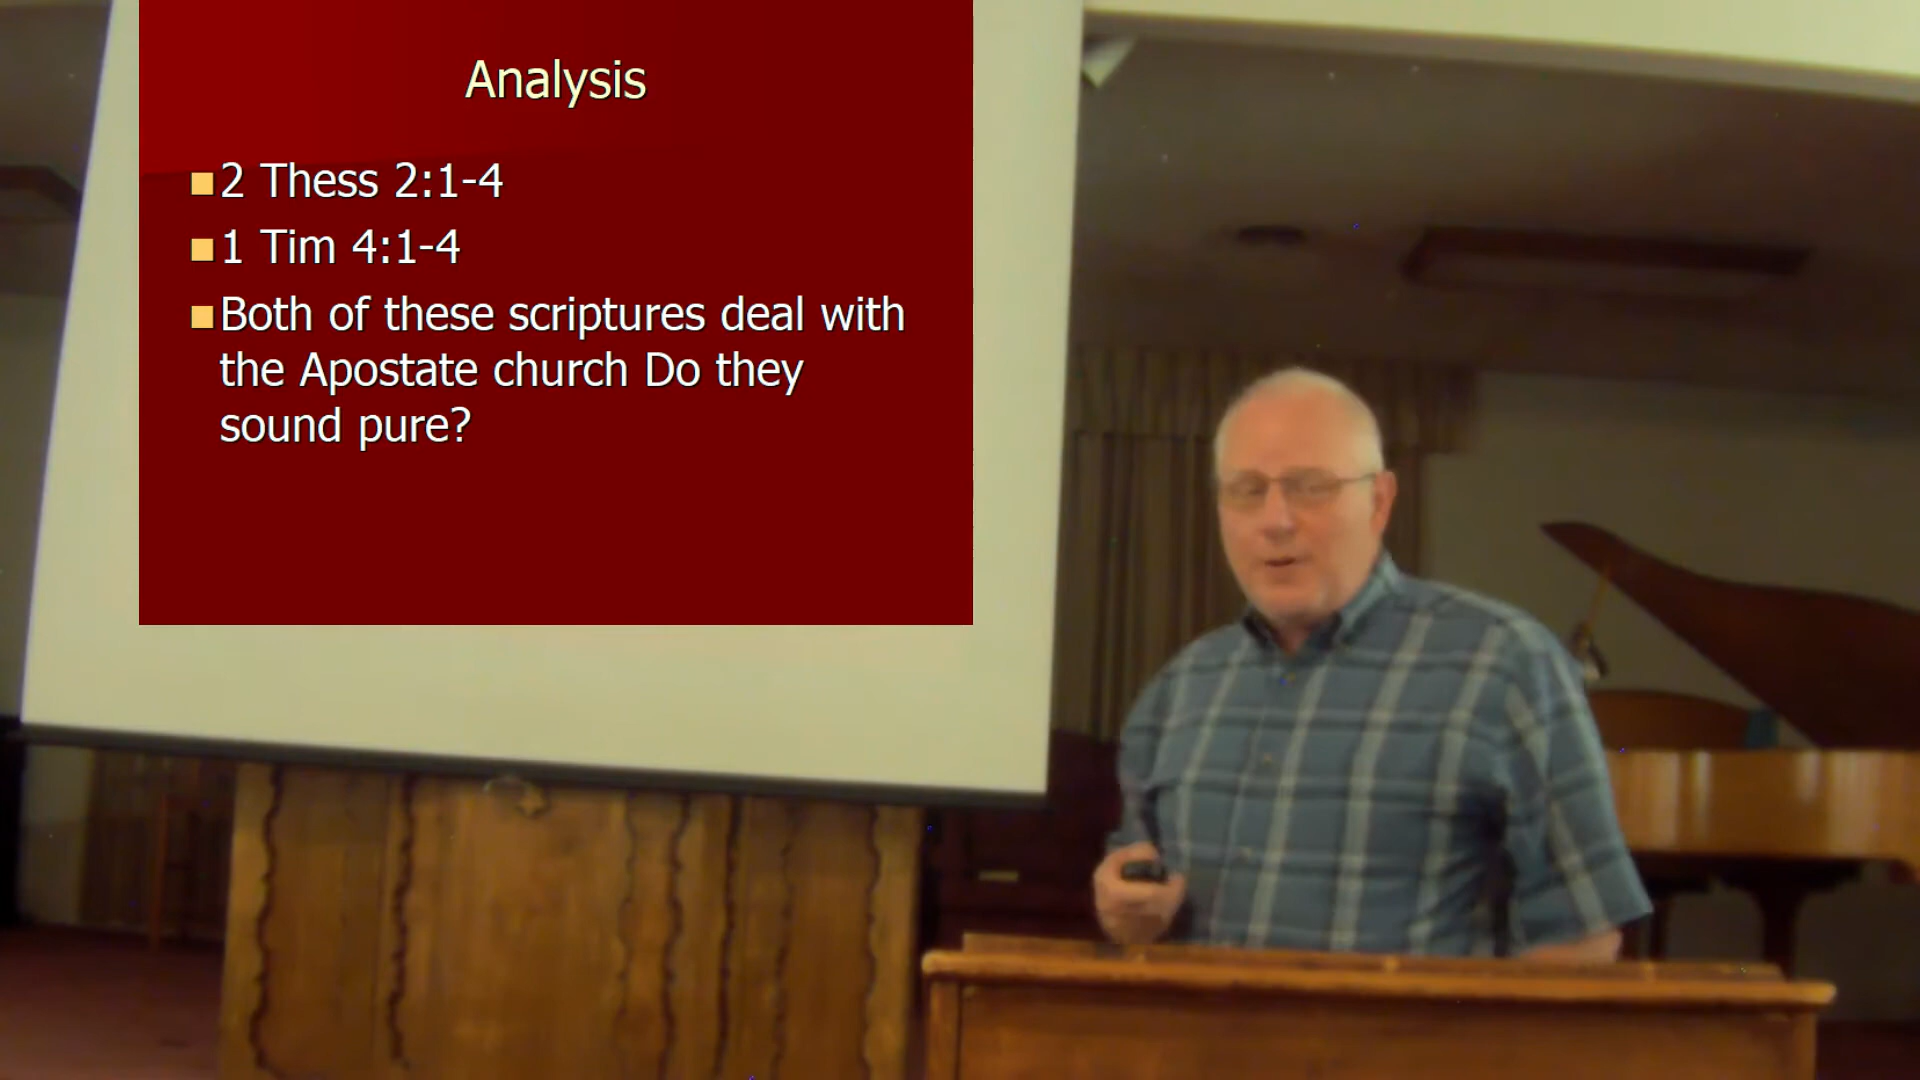 Analysis
2 Thess 2:1-4
1 Tim 4:1-4
Both of these scriptures deal with
the Apostate church Do they
sound pure?